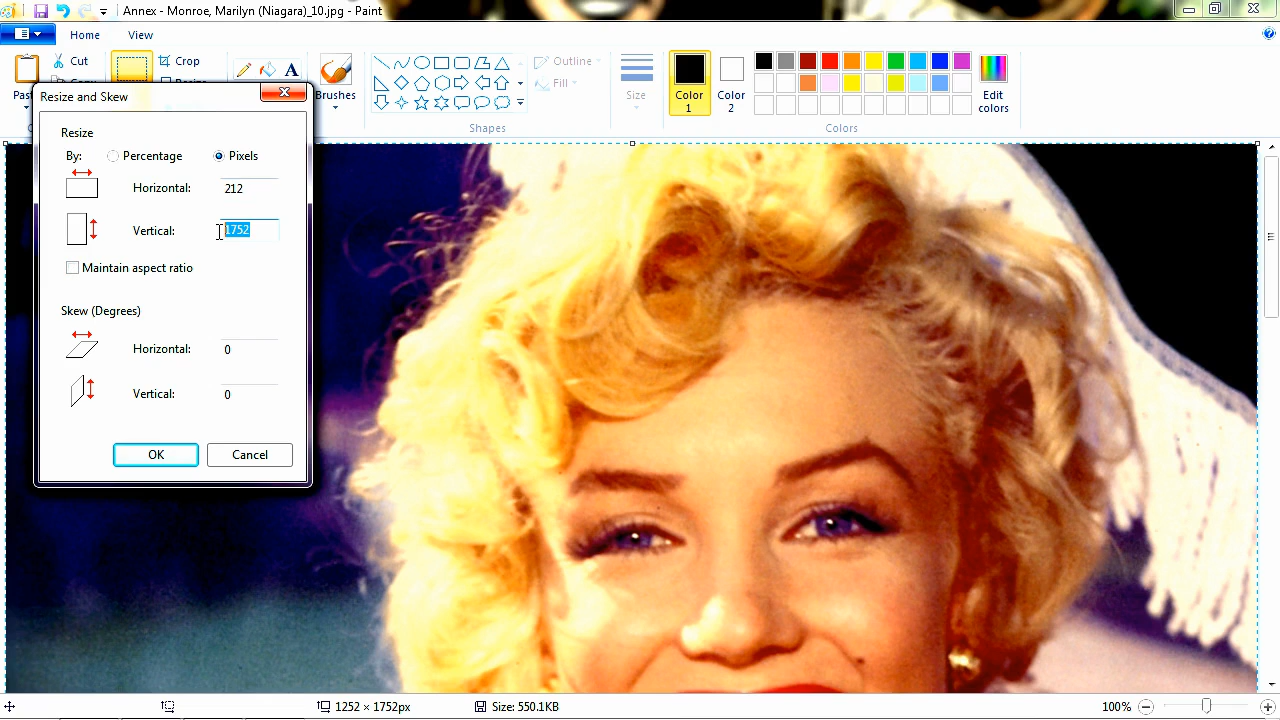 Annex - Monroe, Marilyn (Niagara)_10.jpg - Paint
Home View
Cut
Crop
Brushes
Outline
Fill
Size
Shapes
Color 1
Color 2
Edit colors
Colors
Resize and Skew
Resize
By: Percentage Pixels
Horizontal: 212
Vertical: 1752
Maintain aspect ratio
Skew (Degrees)
Horizontal: 0
Vertical: 0
OK Cancel
1252 × 1752px
Size: 550.1KB
100%